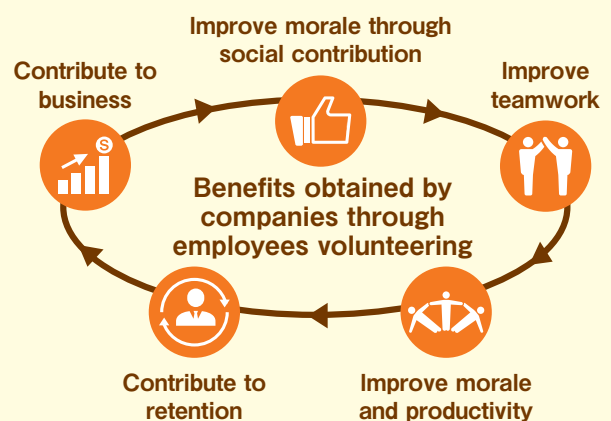 Improve morale through
social contribution
Contribute to
business
Improve
teamwork
S
Benefits obtained by
companies through
employees volunteering
Contribute to
retention
Improve morale
and productivity